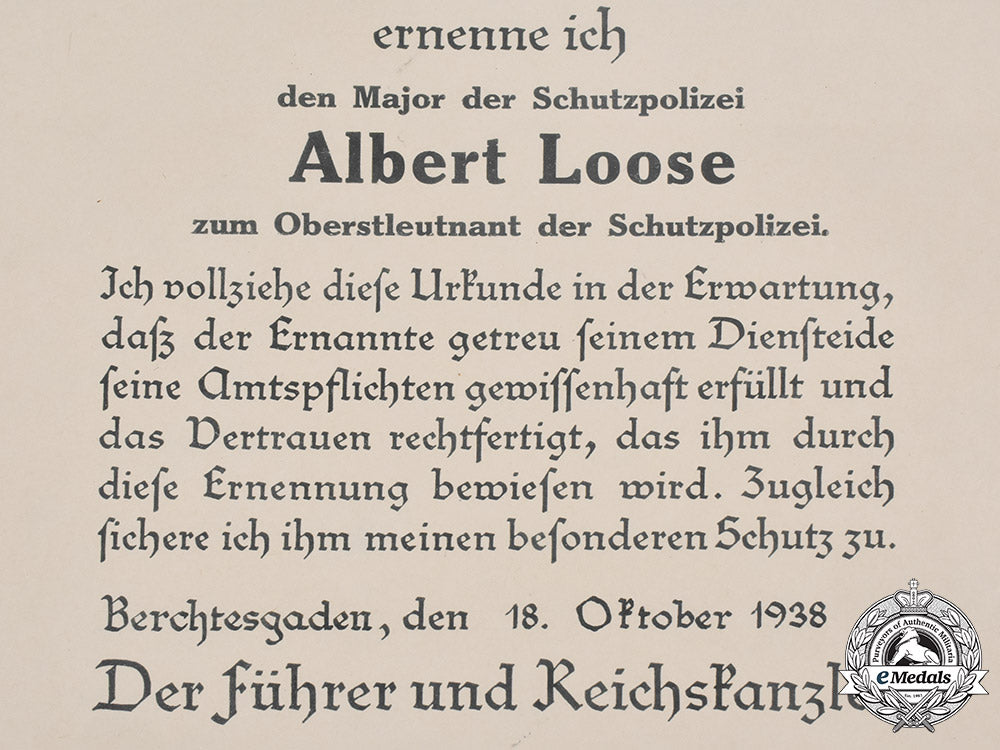 ernenne ich
den Major der Schutzpolizei
Albert Loose
zum Oberstleutnant der Schutzpolizei.
Ich vollziehe dieſe Urkunde in der Erwartung,
daß der Ernannte getreu ſeinem Dienſteide
ſeine Amtspflichten gewiſſenhaft erfüllt und
das Vertrauen rechtfertigt, das ihm durch
dieſe Ernennung bewieſen wird. Zugleich
ſichere ich ihm meinen beſonderen Schutz zu.
Berchtesgaden, den 18. Oktober 1938
Der Führer und Reichskanzle
Purveyors of Authentic Militaria
eMedals